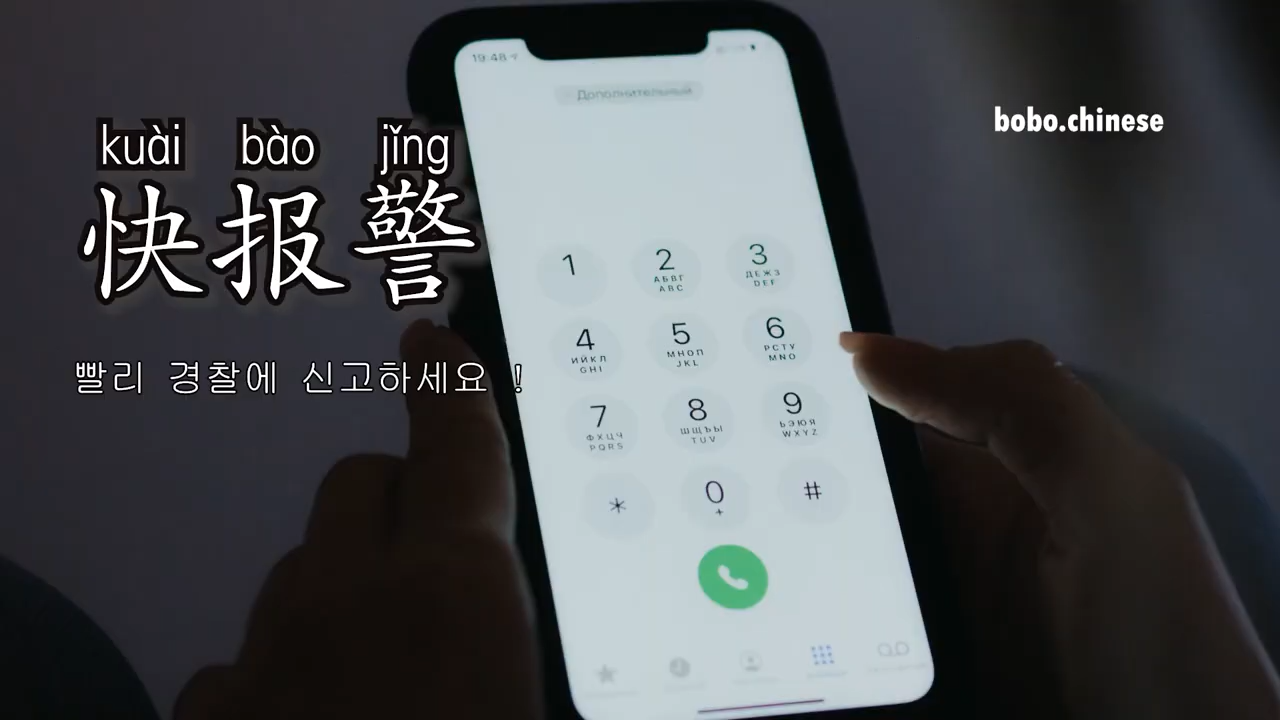 19:48
Дополнительный
bobo.chinese
kuài bào jǐng
快报警
빨리 경찰에 신고하세요 !
1 2 3
АБВГ ДЕЖЗ
ABC DEF
4 5 6
ИЙКЛ МНОП РСТУ
GHI JKL MNO
7 8 9
ФХЦЧ ШЩЪЫ ЬЭЮЯ
PQRS TUV WXYZ
* 0 #
+